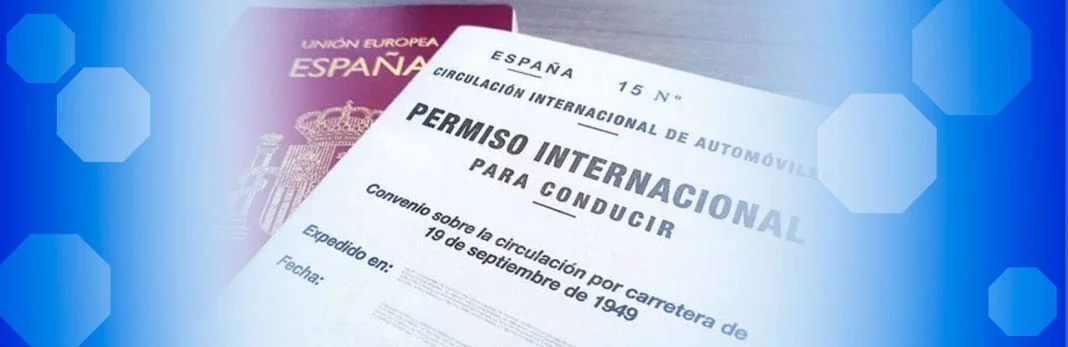 UNIÓN EUROPEA
ESPAÑA
ESPAÑA 15 Nº
CIRCULACIÓN INTERNACIONAL DE AUTOMÓVILE
PERMISO INTERNACIONAL
PARA CONDUCIR
Convenio sobre la circulación por carretera de
19 de septiembre de 1949
Expedido en:
Fecha: